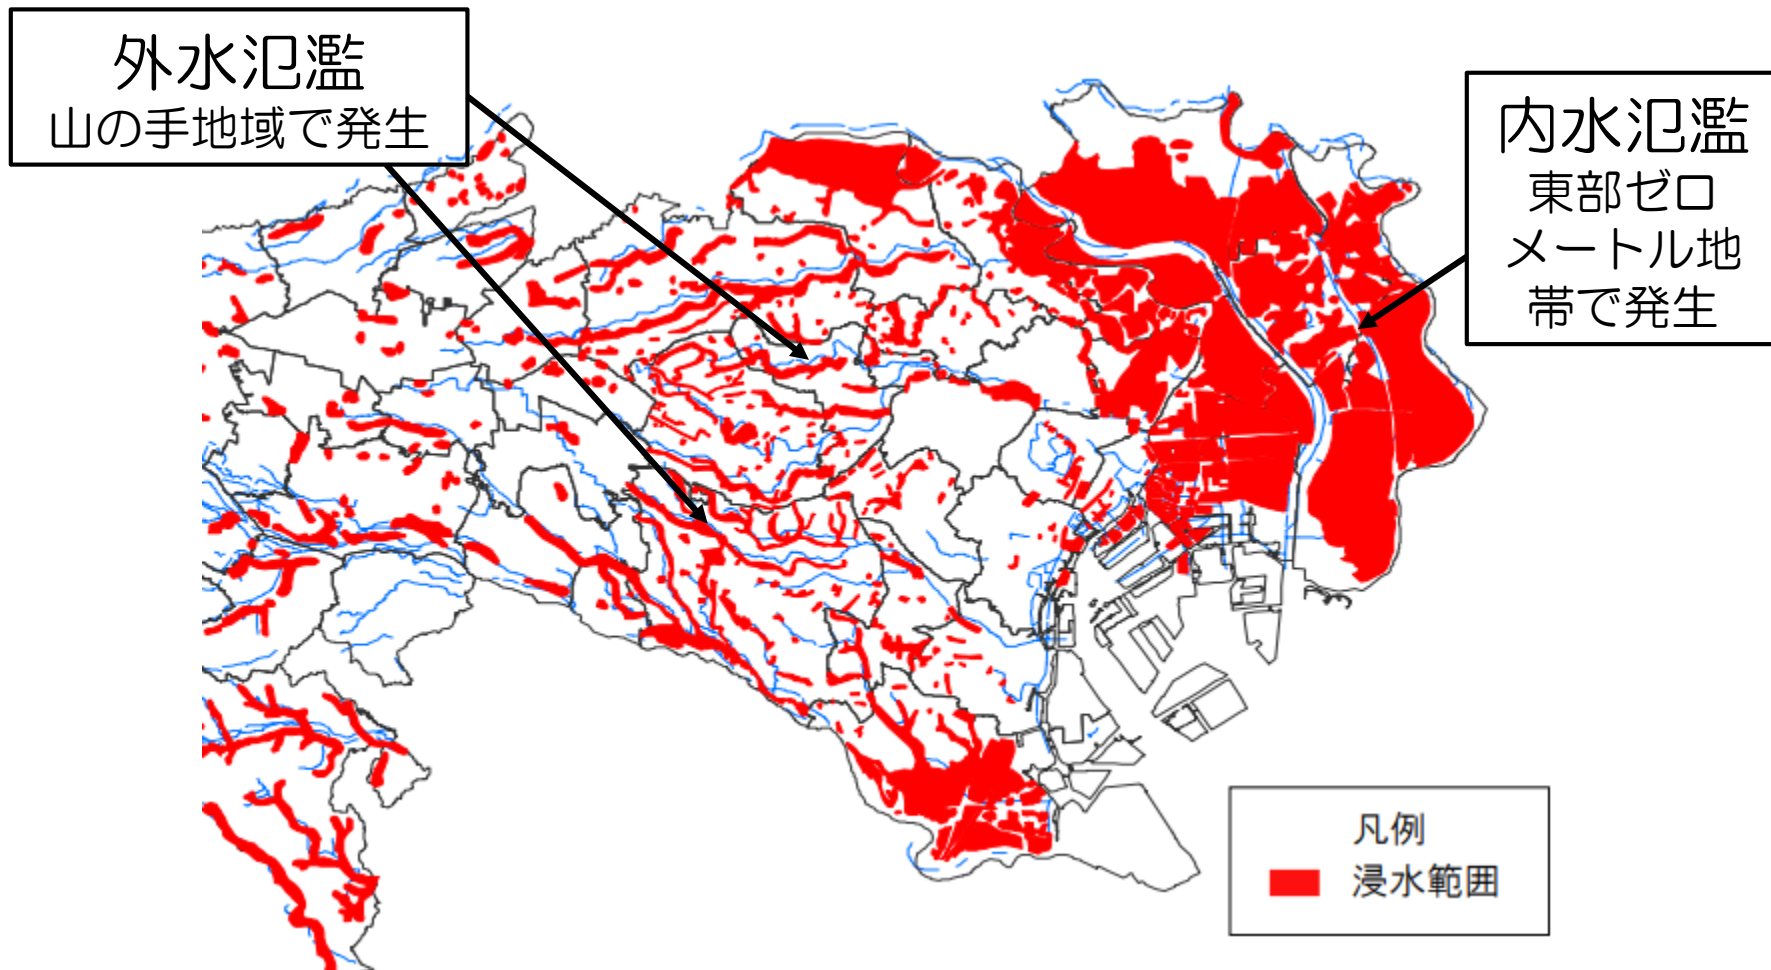 外水氾濫
山の手地域で発生
内水氾濫
東部ゼロ
メートル地
帯で発生
凡例
浸水範囲